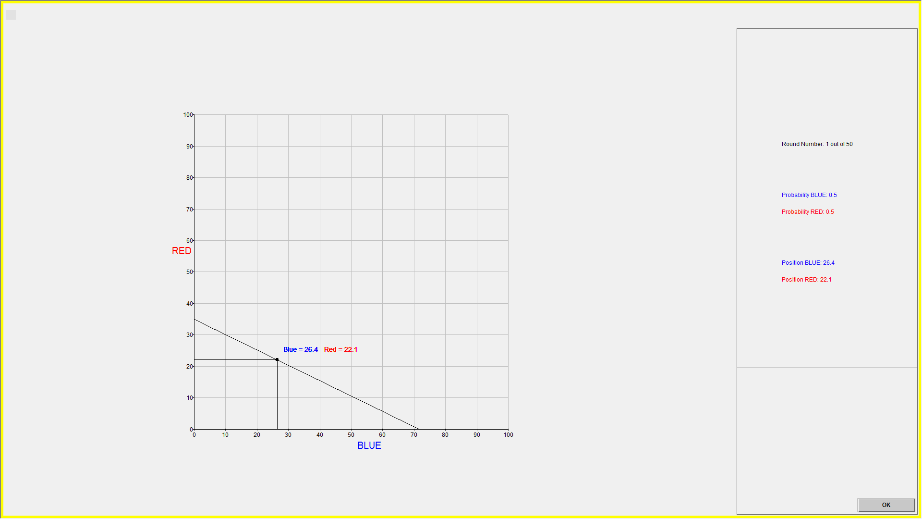 Round Number: 1 out of 50
Probability BLUE: 0.5
Probability RED: 0.5
Position BLUE: 26.4
Position RED: 22.1
100
90
80
70
60
RED
50
40
30
Blue = 26.4 Red = 22.1
20
10
0
0 10 20 30 40 50 60 70 80 90 100
BLUE
OK